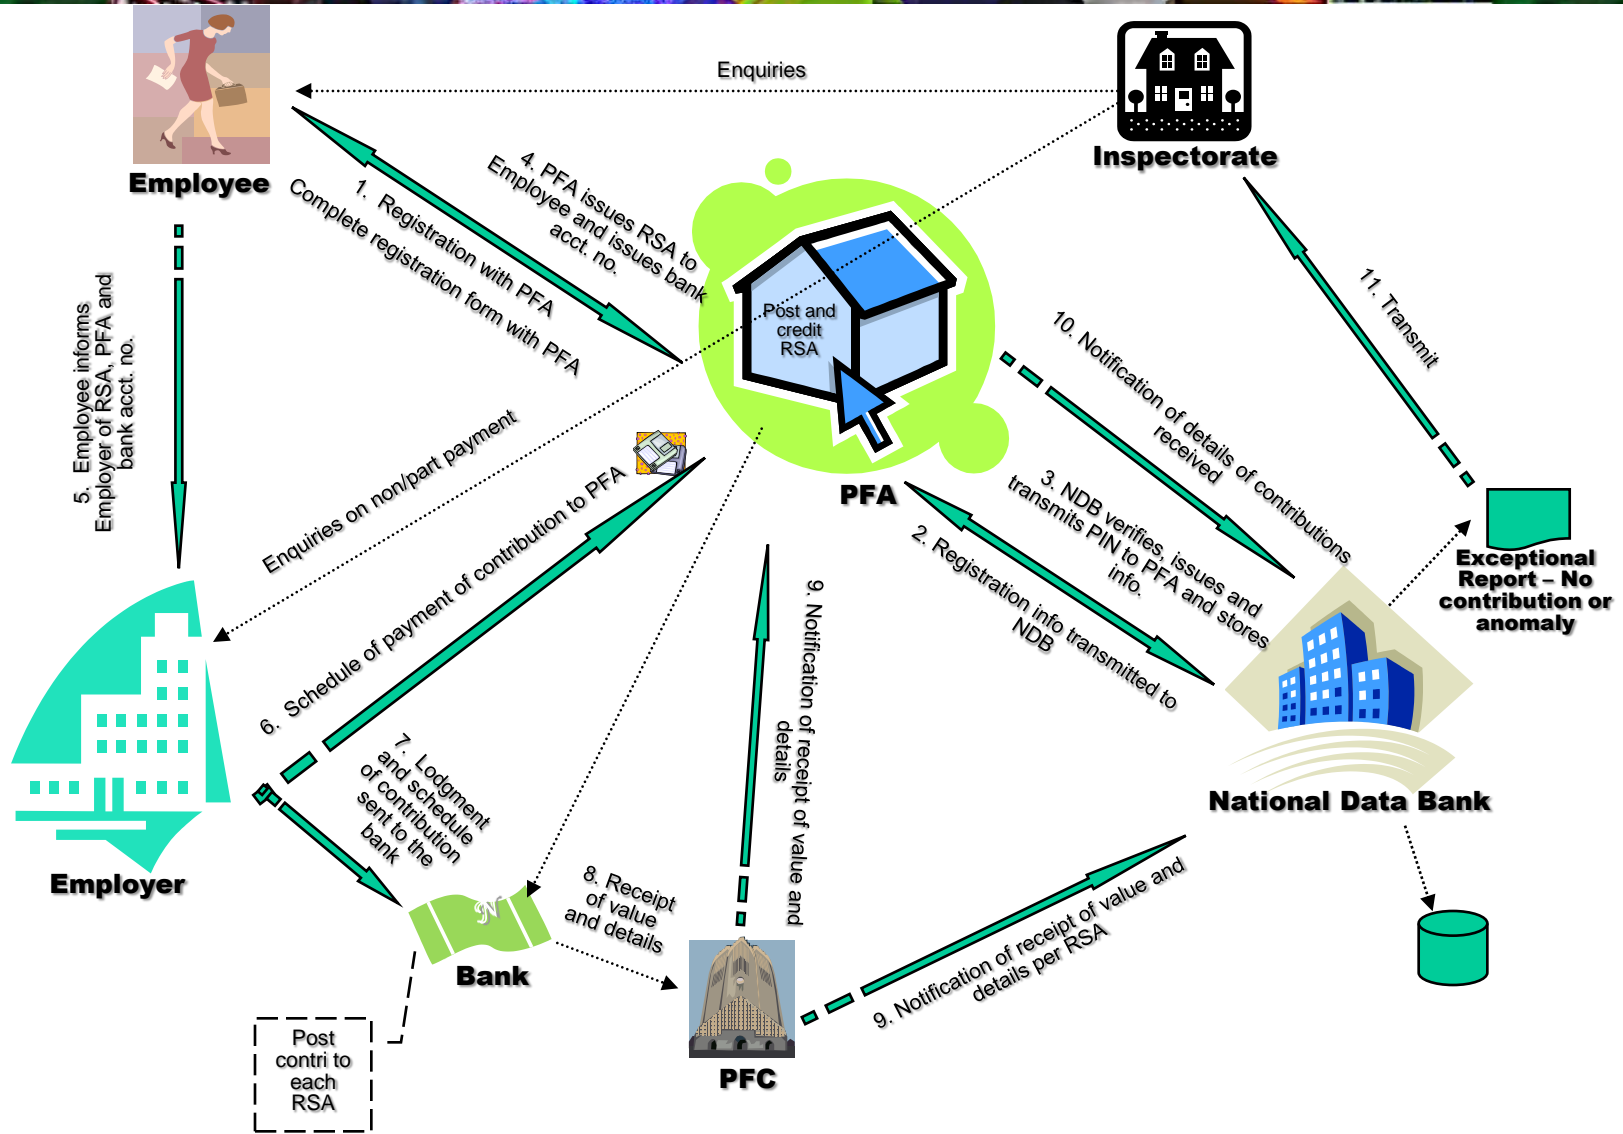 Enquiries
Employee
Inspectorate
4. PFA issues RSA to
Employee and issues bank
acct. no.
1.  Registration with PFA
Complete registration form with PFA
Post and
credit
RSA
11. Transmit
10. Notification of details of contributions
received
5.  Employee informs
Employer of RSA, PFA and
bank acct. no.
Enquiries on non/part payment
PFA
3. NDB verifies, issues and
transmits PIN to PFA and stores
info.
2. Registration info transmitted to
NDB
Exceptional
Report – No
contribution or
anomaly
6.  Schedule of payment of contribution to PFA
9. Notification of receipt of value and
details
7.  Lodgment
and schedule
of contribution
sent to the
bank
National Data Bank
Employer
8. Receipt
of value
and details
N
Bank
9. Notification of receipt of value and
details per RSA
Post
contri to
each
RSA
PFC